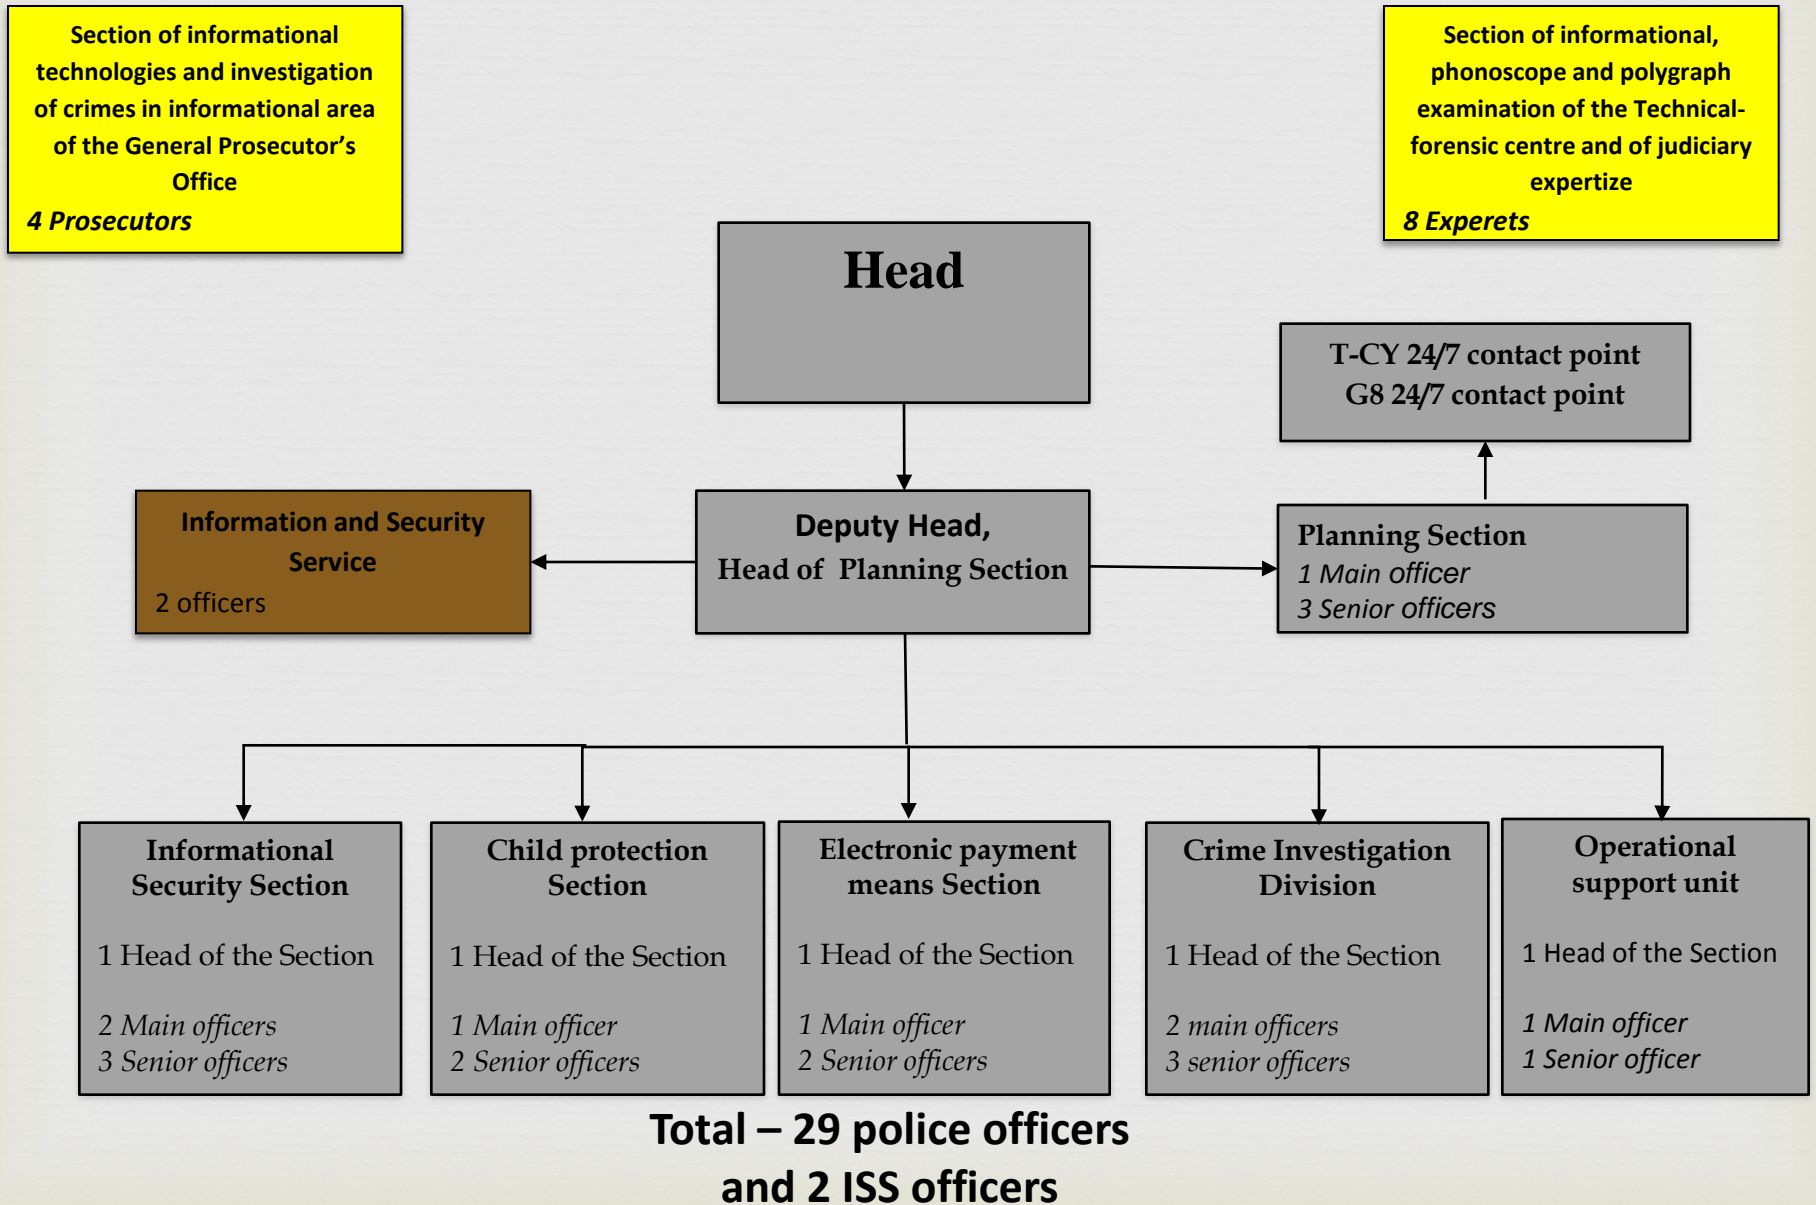 Section of informational
technologies and investigation
of crimes in informational area
of the General Prosecutor’s
Office
4 Prosecutors
Section of informational,
phonoscope and polygraph
examination of the Technical-
forensic centre and of judiciary
expertize
8 Experets
Head
T-CY 24/7 contact point
G8 24/7 contact point
Information and Security
Service
2 officers
Deputy Head,
Head of Planning Section
Planning Section
1 Main officer
3 Senior officers
Informational
Security Section
1 Head of the Section
2 Main officers
3 Senior officers
Child protection
Section
1 Head of the Section
1 Main officer
2 Senior officers
Electronic payment
means Section
1 Head of the Section
1 Main officer
2 Senior officers
Crime Investigation
Division
1 Head of the Section
2 main officers
3 senior officers
Operational
support unit
1 Head of the Section
1 Main officer
1 Senior officer
Total – 29 police officers
and 2 ISS officers